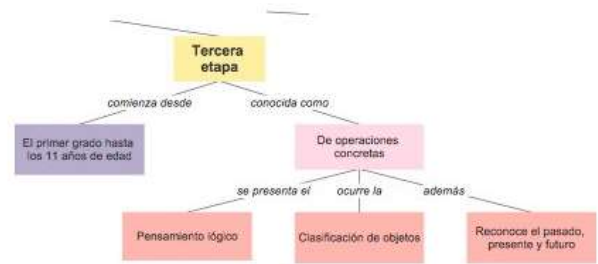 Tercera
etapa
comienza desde
conocida como
El primer grado hasta
los 11 años de edad
De operaciones
concretas
se presenta el
ocurre la
además
Pensamiento lógico
Clasificación de objetos
Reconoce el pasado,
presente y futuro